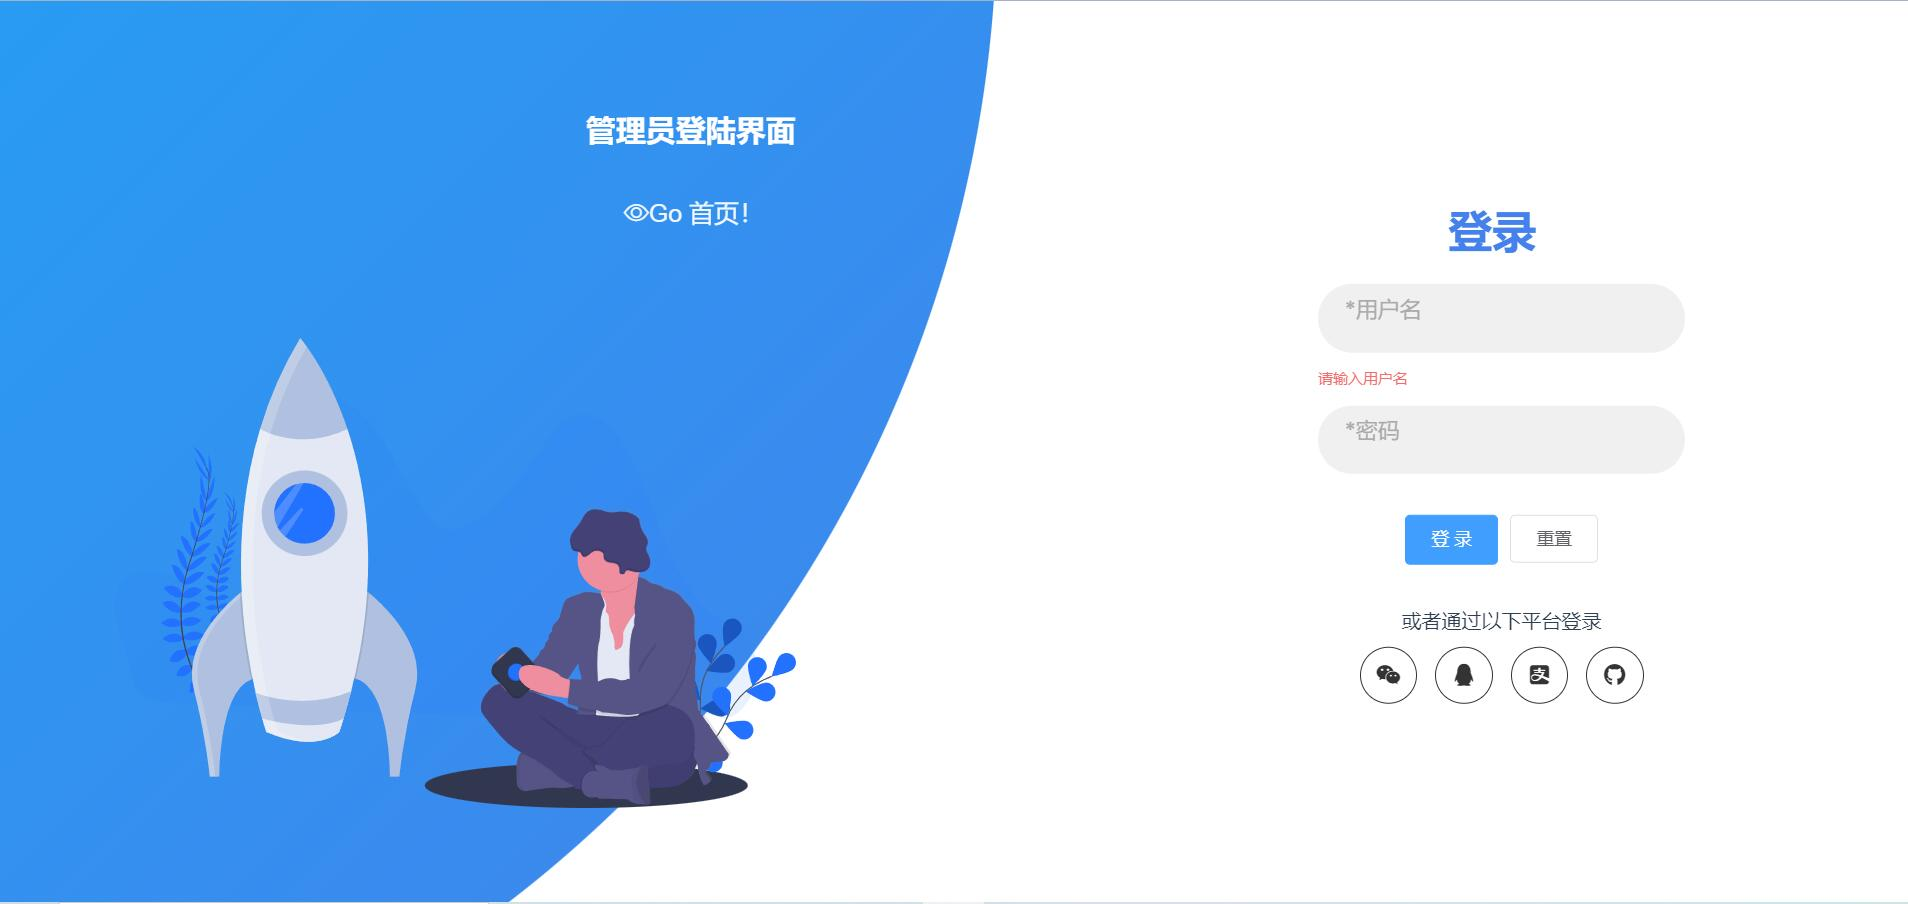 管理员登陆界面
Go 首页!
登录
*用户名
请输入用户名
*密码
登 录
重置
或者通过以下平台登录
支